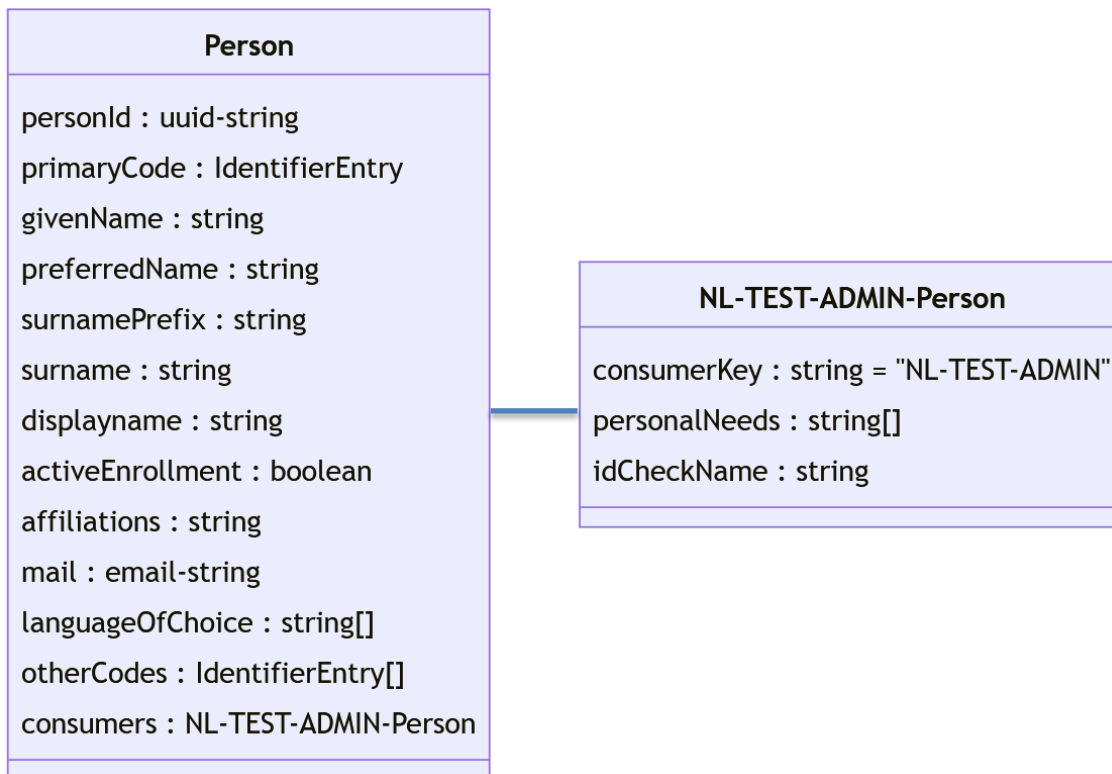 Person
personId : uuid-string
primaryCode : IdentifierEntry
givenName : string
preferredName : string
surnamePrefix : string
surname : string
displayname : string
activeEnrollment : boolean
affiliations : string
mail : email-string
languageOfChoice : string[]
otherCodes : IdentifierEntry[]
consumers : NL-TEST-ADMIN-Person
NL-TEST-ADMIN-Person
consumerKey : string = "NL-TEST-ADMIN"
personalNeeds : string[]
idCheckName : string